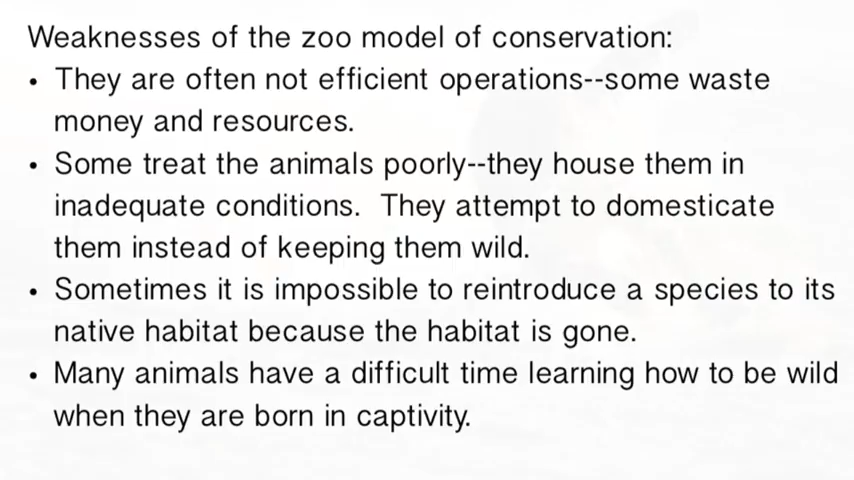 Weaknesses of the zoo model of conservation:
• They are often not efficient operations--some waste
money and resources.
• Some treat the animals poorly--they house them in
inadequate conditions.  They attempt to domesticate
them instead of keeping them wild.
• Sometimes it is impossible to reintroduce a species to its
native habitat because the habitat is gone.
• Many animals have a difficult time learning how to be wild
when they are born in captivity.